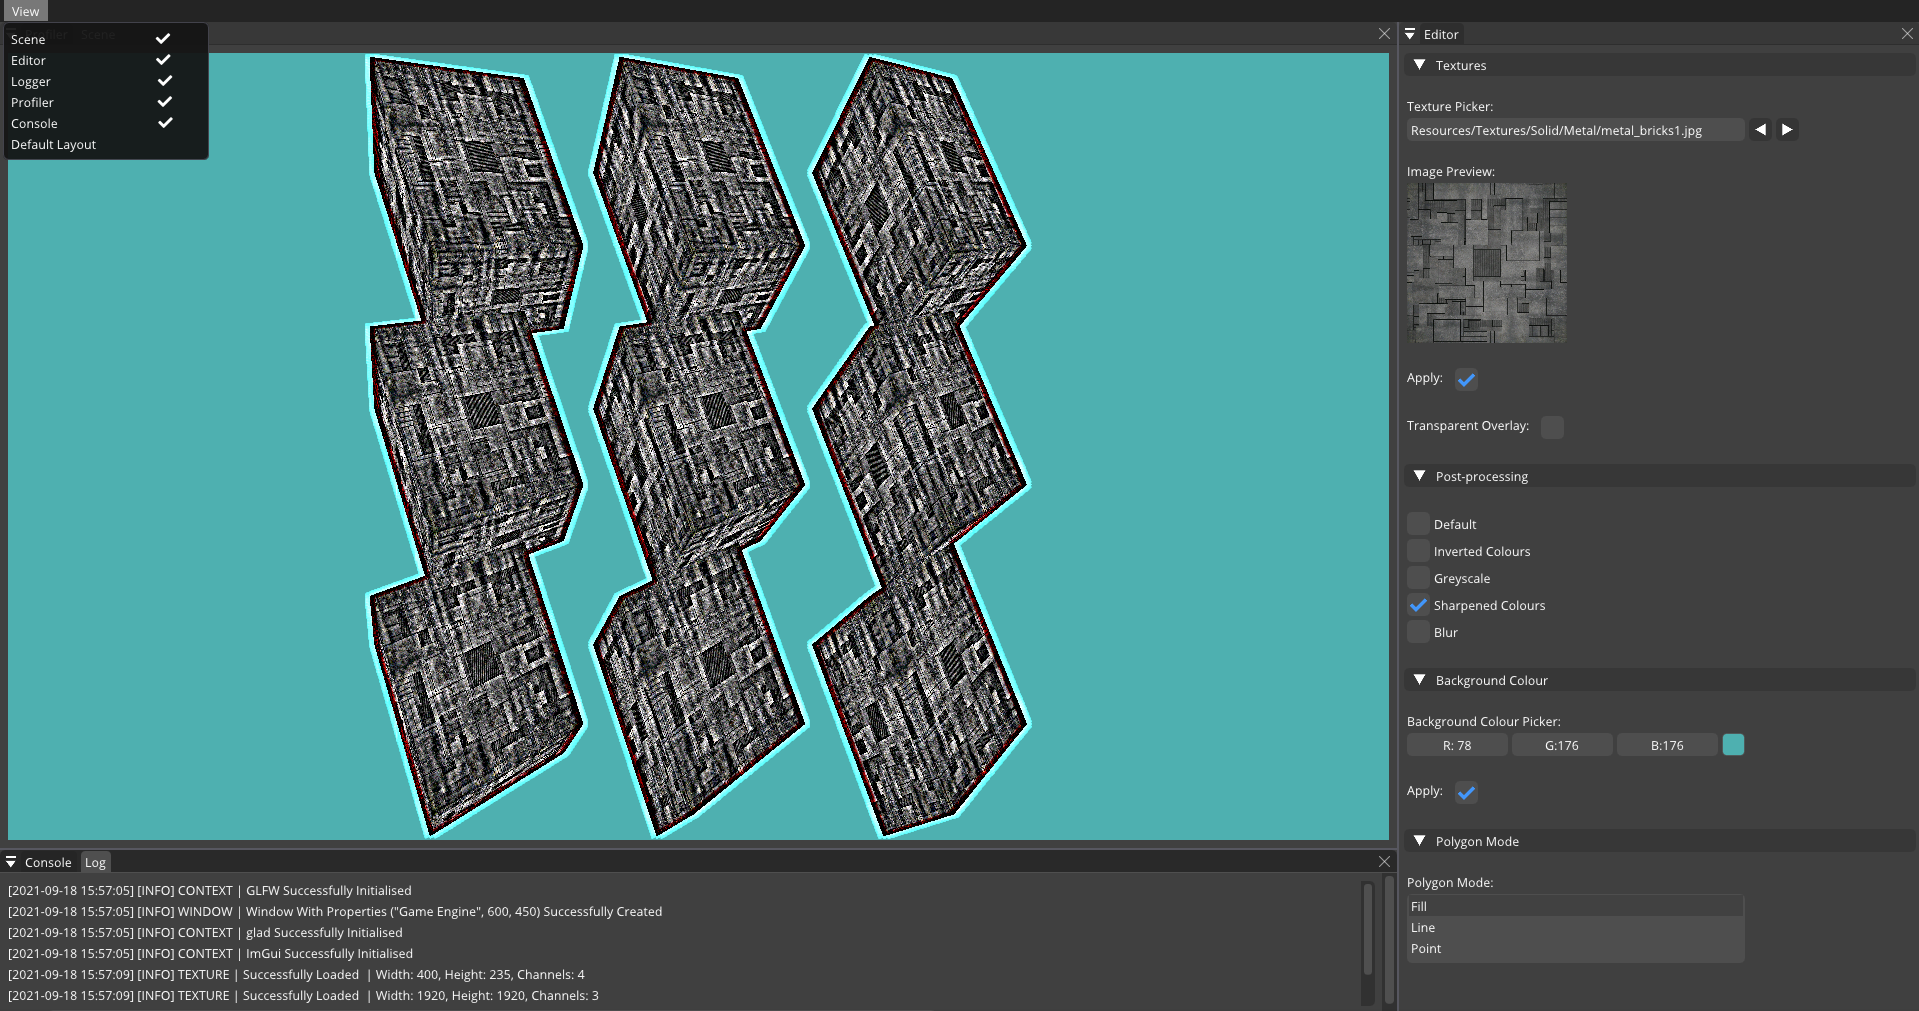 View
Scene
Editor
Logger
Profiler
Console
Default Layout
Editor
Textures
Texture Picker:
Resources/Textures/Solid/Metal/metal_bricks1.jpg
Image Preview:
Apply:
Transparent Overlay:
Post-processing
Default
Inverted Colours
Greyscale
Sharpened Colours
Blur
Background Colour
Background Colour Picker:
R: 78 G:176 B:176
Apply:
Polygon Mode
Polygon Mode:
Fill
Line
Point
Console Log
[2021-09-18 15:57:05] [INFO] CONTEXT | GLFW Successfully Initialised
[2021-09-18 15:57:05] [INFO] WINDOW | Window With Properties ("Game Engine", 600, 450) Successfully Created
[2021-09-18 15:57:05] [INFO] CONTEXT | glad Successfully Initialised
[2021-09-18 15:57:05] [INFO] CONTEXT | ImGui Successfully Initialised
[2021-09-18 15:57:09] [INFO] TEXTURE | Successfully Loaded | Width: 400, Height: 235, Channels: 4
[2021-09-18 15:57:09] [INFO] TEXTURE | Successfully Loaded | Width: 1920, Height: 1920, Channels: 3